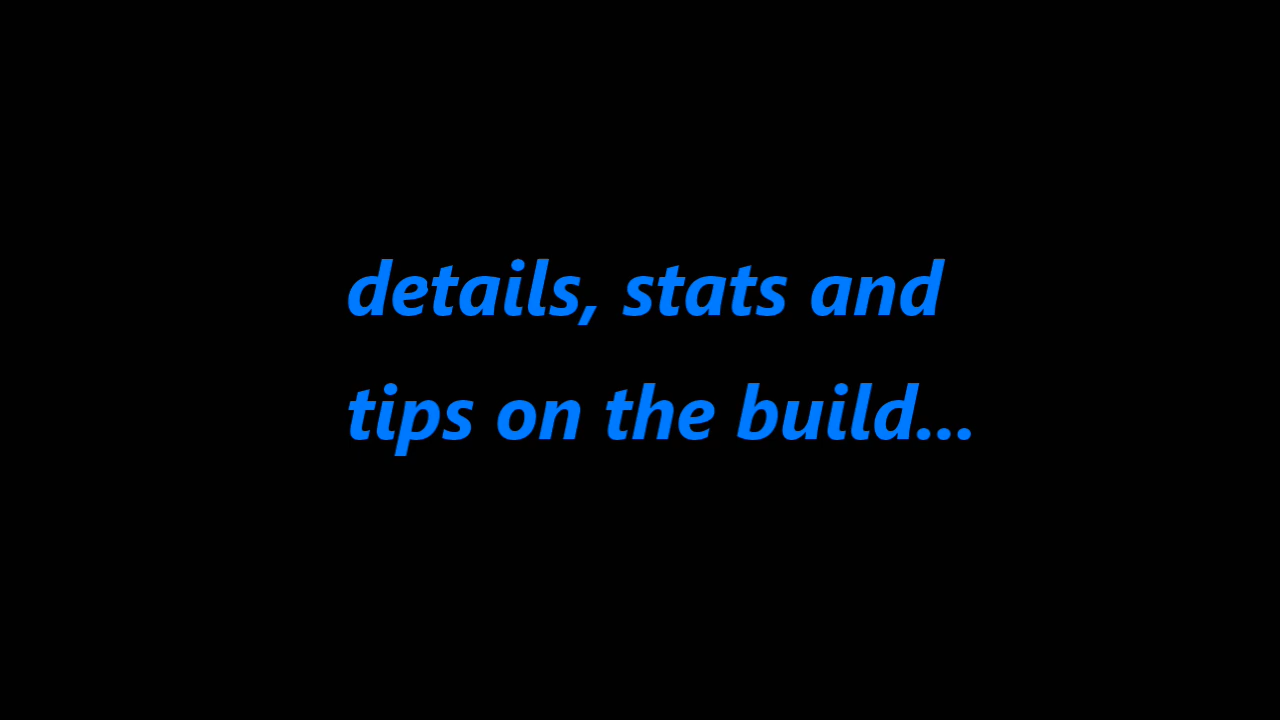 details, stats and
tips on the build...